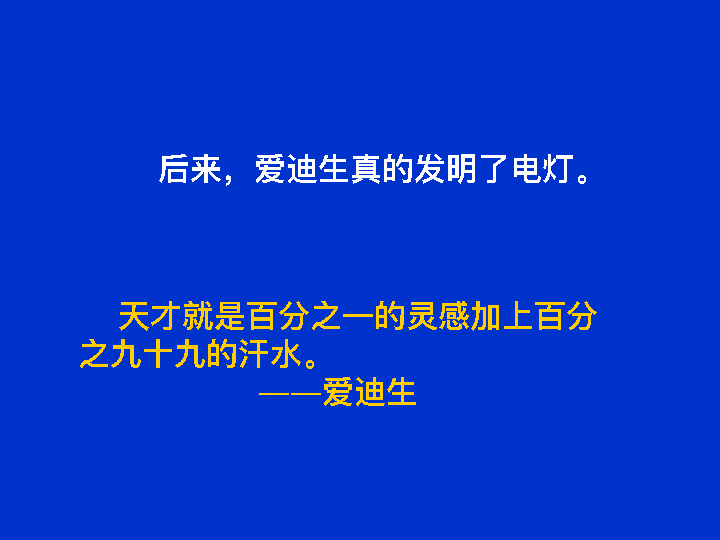 后来，爱迪生真的发明了电灯。
天才就是百分之一的灵感加上百分
之九十九的汗水。
——爱迪生